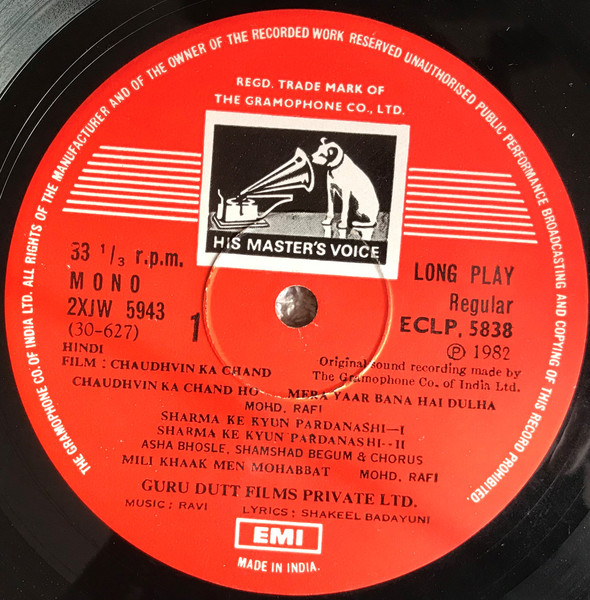 THE GRAMOPHONE CO. OF INDIA LTD. ALL RIGHTS OF THE MANUFACTURER AND OF THE OWNER OF THE RECORDED WORK RESERVED UNAUTHORISED PUBLIC PERFORMANCE BROADCASTING AND COPYING OF THIS RECORD PROHIBITED.
REGD. TRADE MARK OF
THE GRAMOPHONE CO., LTD.
HIS MASTER'S VOICE
33 1/3 r.p.m.
MONO
2XJW 5943
(30-627)
1
LONG PLAY
Regular
ECLP. 5838
℗ 1982
HINDI
FILM : CHAUDHVIN KA CHAND
Original sound recording made by
The Gramophone Co. of India Ltd.
CHAUDHVIN KA CHAND HO— MERA YAAR BANA HAI DULHA
MOHD. RAFI
SHARMA KE KYUN PARDANASHI—I
SHARMA KE KYUN PARDANASHI--II
ASHA BHOSLE, SHAMSHAD BEGUM & CHORUS
MILI KHAAK MEN MOHABBAT MOHD. RAFI
GURU DUTT FILMS PRIVATE LTD.
MUSIC ; RAVI LYRICS ; SHAKEEL BADAYUNI
EMI
MADE IN INDIA.